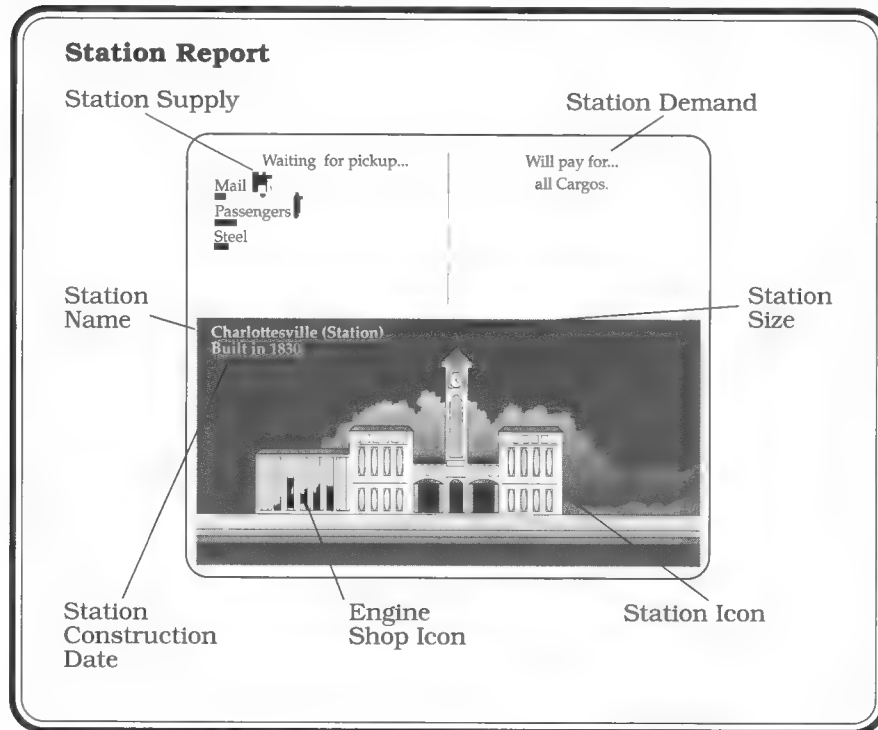 Station Report
Station Supply
Station Demand
Waiting for pickup...
Mail
Passengers
Steel
Will pay for...
all Cargos.
Station
Name
Station
Size
Charlottesville (Station)
Built in 1830
Station
Construction
Date
Engine
Shop Icon
Station Icon